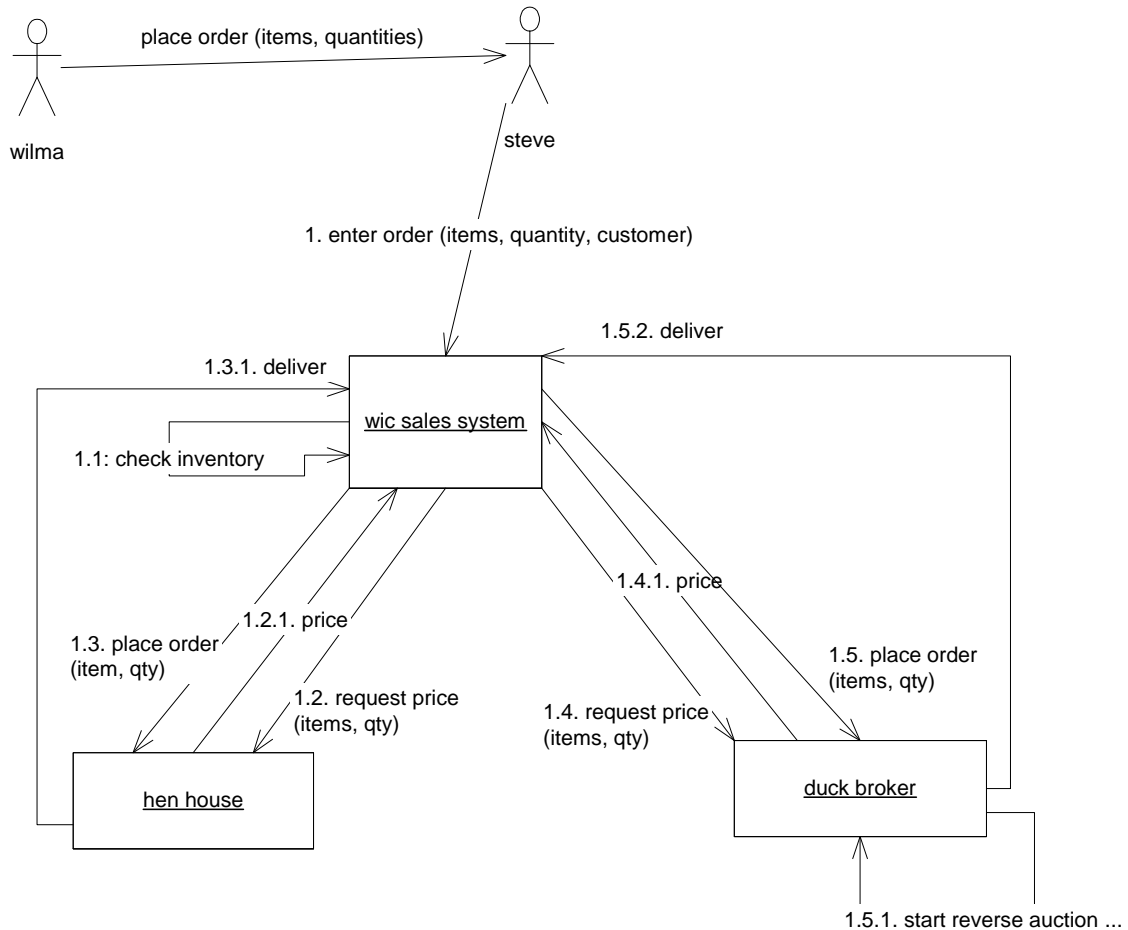 place order (items, quantities)
wilma
steve
1. enter order (items, quantity, customer)
1.5.2. deliver
1.3.1. deliver
wic sales system
1.1: check inventory
1.4.1. price
1.2.1. price
1.3. place order
(item, qty)
1.5. place order
(items, qty)
1.2. request price
(items, qty)
1.4. request price
(items, qty)
hen house
duck broker
1.5.1. start reverse auction ...